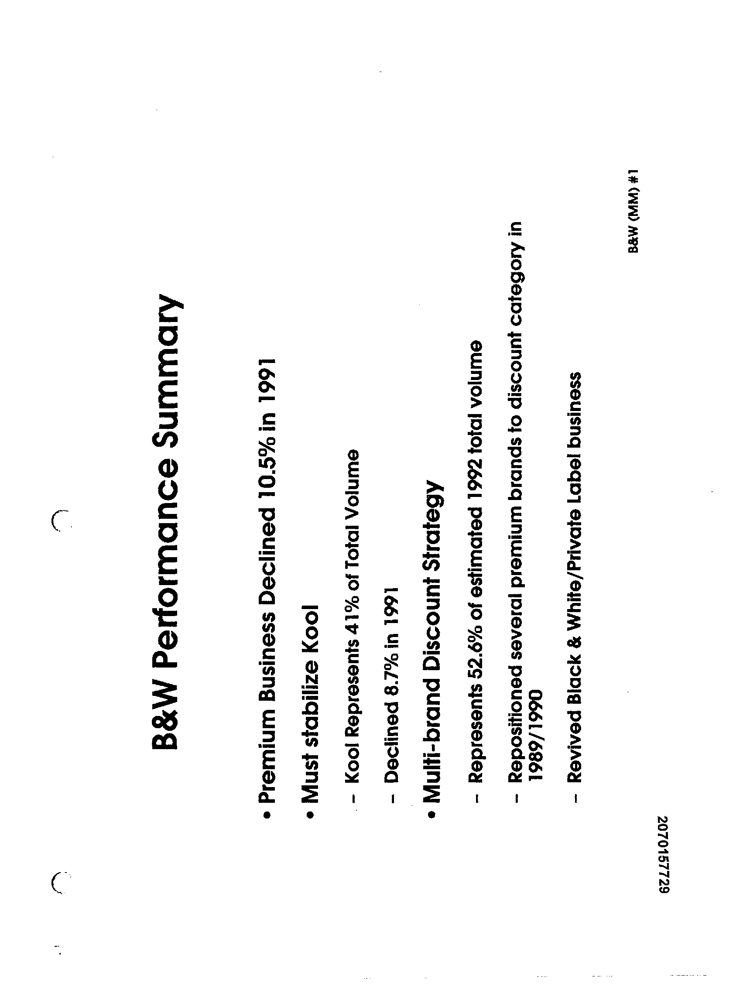 B&W Performance Summary
• Premium Business Declined 10.5% in 1991
• Must stabilize Kool
– Kool Represents 41% of Total Volume
– Declined 8.7% in 1991
• Multi-brand Discount Strategy
– Represents 52.6% of estimated 1992 total volume
– Repositioned several premium brands to discount category in
1989/1990
– Revived Black & White/Private Label business
B&W (MM) #1
2070157729